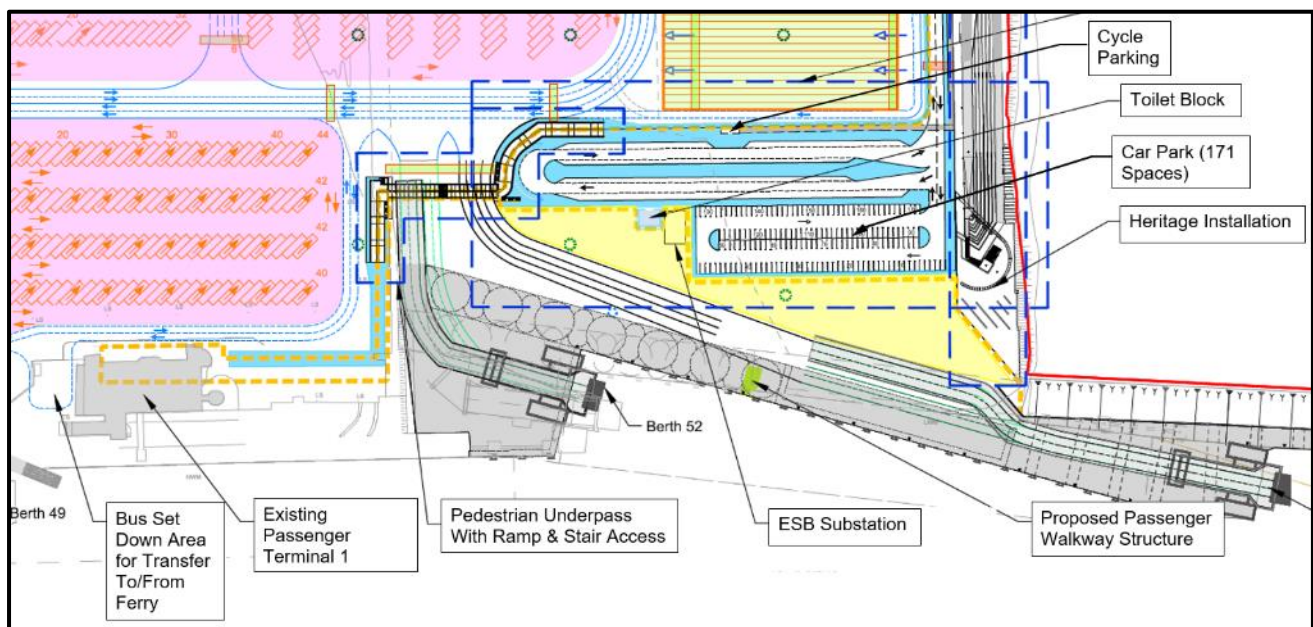 20
30
40
44
42
42
40
Cycle
Parking
Toilet Block
Car Park (171
Spaces)
Heritage Installation
Berth 52
Berth 49
Bus Set
Down Area
for Transfer
To/From
Ferry
Existing
Passenger
Terminal 1
Pedestrian Underpass
With Ramp & Stair Access
ESB Substation
Proposed Passenger
Walkway Structure